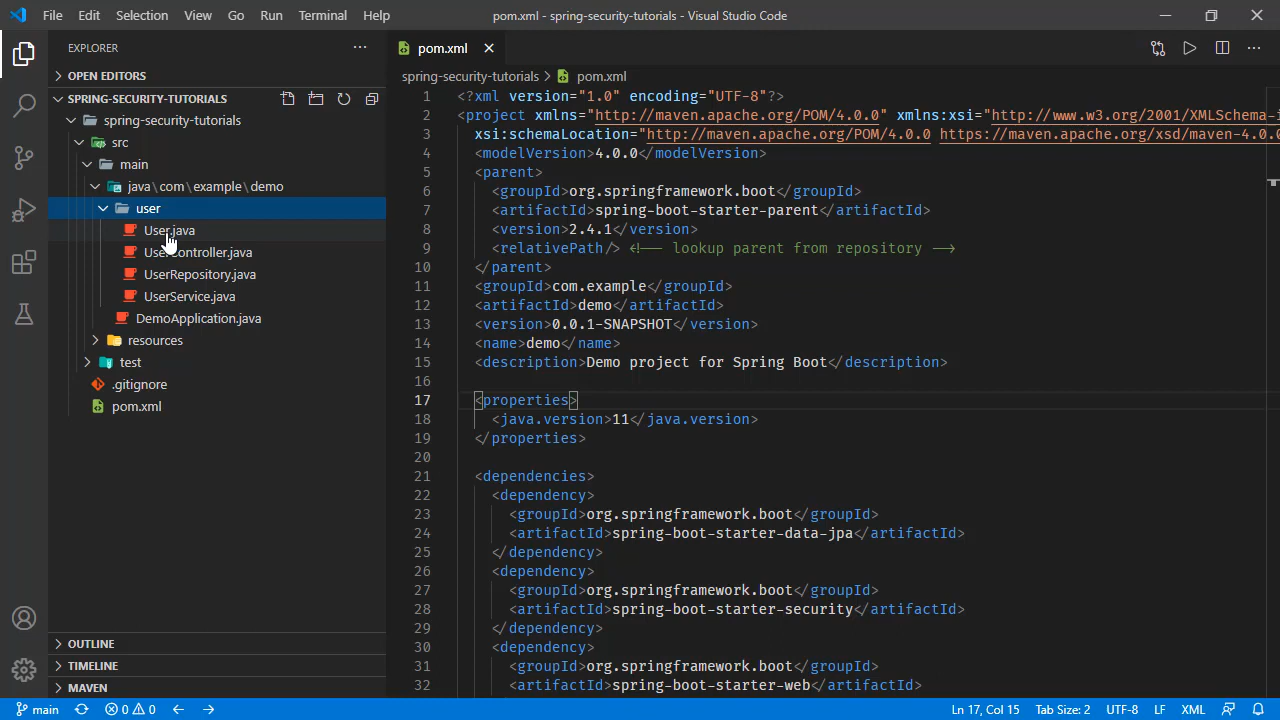 File Edit Selection View Go Run Terminal Help pom.xml - spring-security-tutorials - Visual Studio Code
EXPLORER
OPEN EDITORS
SPRING-SECURITY-TUTORIALS
spring-security-tutorials
src
main
java\com\example\demo
user
User.java
UserController.java
UserRepository.java
UserService.java
DemoApplication.java
resources
test
.gitignore
pom.xml
OUTLINE
TIMELINE
MAVEN
pom.xml
spring-security-tutorials > pom.xml
1 <?xml version="1.0" encoding="UTF-8"?>
2 <project xmlns="http://maven.apache.org/POM/4.0.0" xmlns:xsi="http://www.w3.org/2001/XMLSchema-i
3 xsi:schemaLocation="http://maven.apache.org/POM/4.0.0 https://maven.apache.org/xsd/maven-4.0.0
4 <modelVersion>4.0.0</modelVersion>
5 <parent>
6 <groupId>org.springframework.boot</groupId>
7 <artifactId>spring-boot-starter-parent</artifactId>
8 <version>2.4.1</version>
9 <relativePath/> <!-- lookup parent from repository -->
10 </parent>
11 <groupId>com.example</groupId>
12 <artifactId>demo</artifactId>
13 <version>0.0.1-SNAPSHOT</version>
14 <name>demo</name>
15 <description>Demo project for Spring Boot</description>
16
17 <properties>
18 <java.version>11</java.version>
19 </properties>
20
21 <dependencies>
22 <dependency>
23 <groupId>org.springframework.boot</groupId>
24 <artifactId>spring-boot-starter-data-jpa</artifactId>
25 </dependency>
26 <dependency>
27 <groupId>org.springframework.boot</groupId>
28 <artifactId>spring-boot-starter-security</artifactId>
29 </dependency>
30 <dependency>
31 <groupId>org.springframework.boot</groupId>
32 <artifactId>spring-boot-starter-web</artifactId>
main 0 0 Ln 17, Col 15 Tab Size: 2 UTF-8 LF XML